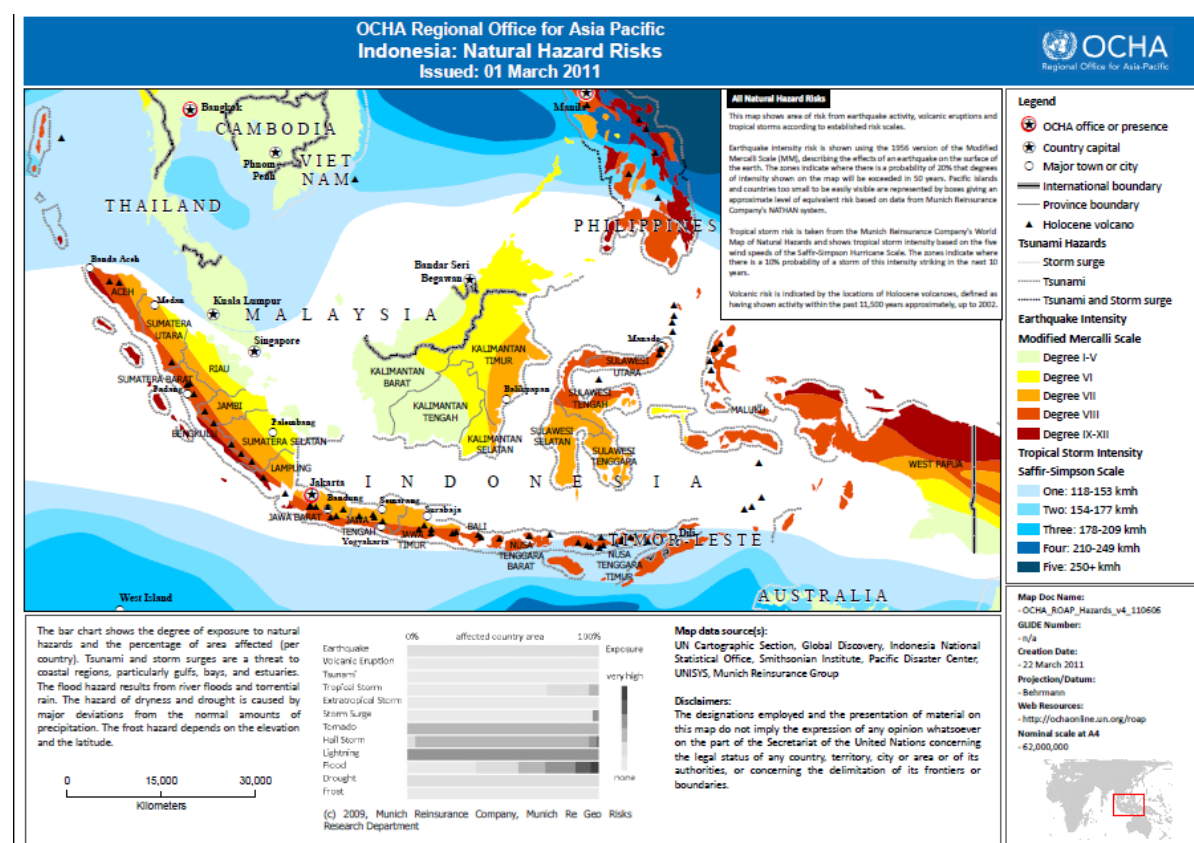 OCHA Regional Office for Asia Pacific
Indonesia: Natural Hazard Risks
Issued: 01 March 2011
OCHA
Regional Office for Asia-Pacific
Bangkok
CAMBODIA
Phnom
Penh
VIET
NAM
THAILAND
Manila
PHILIPPINES
Banda Aceh
ACEH
Medan
SUMATERA
UTARA
Kuala Lumpur
MALAYSIA
Singapore
Bandar Seri
Begawan
RIAU
SUMATERA BARAT
Padang
JAMBI
BENGKULU
Palembang
SUMATERA SELATAN
LAMPUNG
KALIMANTAN
BARAT
KALIMANTAN
TENGAH
KALIMANTAN
TIMUR
Balikpapan
KALIMANTAN
SELATAN
Manado
SULAWESI
UTARA
SULAWESI
TENGAH
SULAWESI
SELATAN
SULAWESI
TENGGARA
MALUKU
WEST PAPUA
INDONESIA
Jakarta
Bandung
Semarang
Surabaja
JAWA BARAT
JAWA
TENGAH
Yogyakarta
JAWA
TIMUR
BALI
NUSA
TENGGARA
BARAT
NUSA
TENGGARA
TIMUR
Dili
TIMOR-LESTE
West Island
AUSTRALIA
All Natural Hazard Risks
This map shows area of risk from earthquake activity, volcanic eruptions and
tropical storms according to established risk scales.
Earthquake intensity risk is shown using the 1956 version of the Modified
Mercalli Scale (MM), describing the effects of an earthquake on the surface of
the earth. The zones indicate where there is a probability of 20% that degrees
of intensity shown on the map will be exceeded in 50 years. Pacific islands
and countries too small to be easily visible are represented by boxes giving an
approximate level of equivalent risk based on data from Munich Reinsurance
Company's NATHAN system.
Tropical storm risk is taken from the Munich Reinsurance Company's World
Map of Natural Hazards and shows tropical storm intensity based on the five
wind speeds of the Saffir-Simpson Hurricane Scale. The zones indicate where
there is a 10% probability of a storm of this intensity striking in the next 10
years.
Volcanic risk is indicated by the locations of Holocene volcanoes, defined as
having shown activity within the past 11,500 years approximately, up to 2002.
Legend
OCHA office or presence
Country capital
Major town or city
International boundary
Province boundary
Holocene volcano
Tsunami Hazards
Storm surge
Tsunami
Tsunami and Storm surge
Earthquake Intensity
Modified Mercalli Scale
Degree I-V
Degree VI
Degree VII
Degree VIII
Degree IX-XII
Tropical Storm Intensity
Saffir-Simpson Scale
One: 118-153 kmh
Two: 154-177 kmh
Three: 178-209 kmh
Four: 210-249 kmh
Five: 250+ kmh
The bar chart shows the degree of exposure to natural
hazards and the percentage of area affected (per
country). Tsunami and storm surges are a threat to
coastal regions, particularly gulfs, bays, and estuaries.
The flood hazard results from river floods and torrential
rain. The hazard of dryness and drought is caused by
major deviations from the normal amounts of
precipitation. The frost hazard depends on the elevation
and the latitude.
0 15,000 30,000
Kilometers
0% affected country area 100%
Exposure
very high
none
Earthquake
Volcanic Eruption
Tsunami
Tropical Storm
Extratropical Storm
Storm Surge
Tornado
Hail Storm
Lightning
Flood
Drought
Frost
(c) 2009, Munich Reinsurance Company, Munich Re Geo Risks
Research Department
Map data source(s):
UN Cartographic Section, Global Discovery, Indonesia National
Statistical Office, Smithsonian Institute, Pacific Disaster Center,
UNISYS, Munich Reinsurance Group
Disclaimers:
The designations employed and the presentation of material on
this map do not imply the expression of any opinion whatsoever
on the part of the Secretariat of the United Nations concerning
the legal status of any country, territory, city or area or of its
authorities, or concerning the delimitation of its frontiers or
boundaries.
Map Doc Name:
- OCHA_ROAP_Hazards_v4_110606
GLIDE Number:
- n/a
Creation Date:
- 22 March 2011
Projection/Datum:
- Behrmann
Web Resources:
- http://ochaonline.un.org/roap
Nominal scale at A4
- 62,000,000